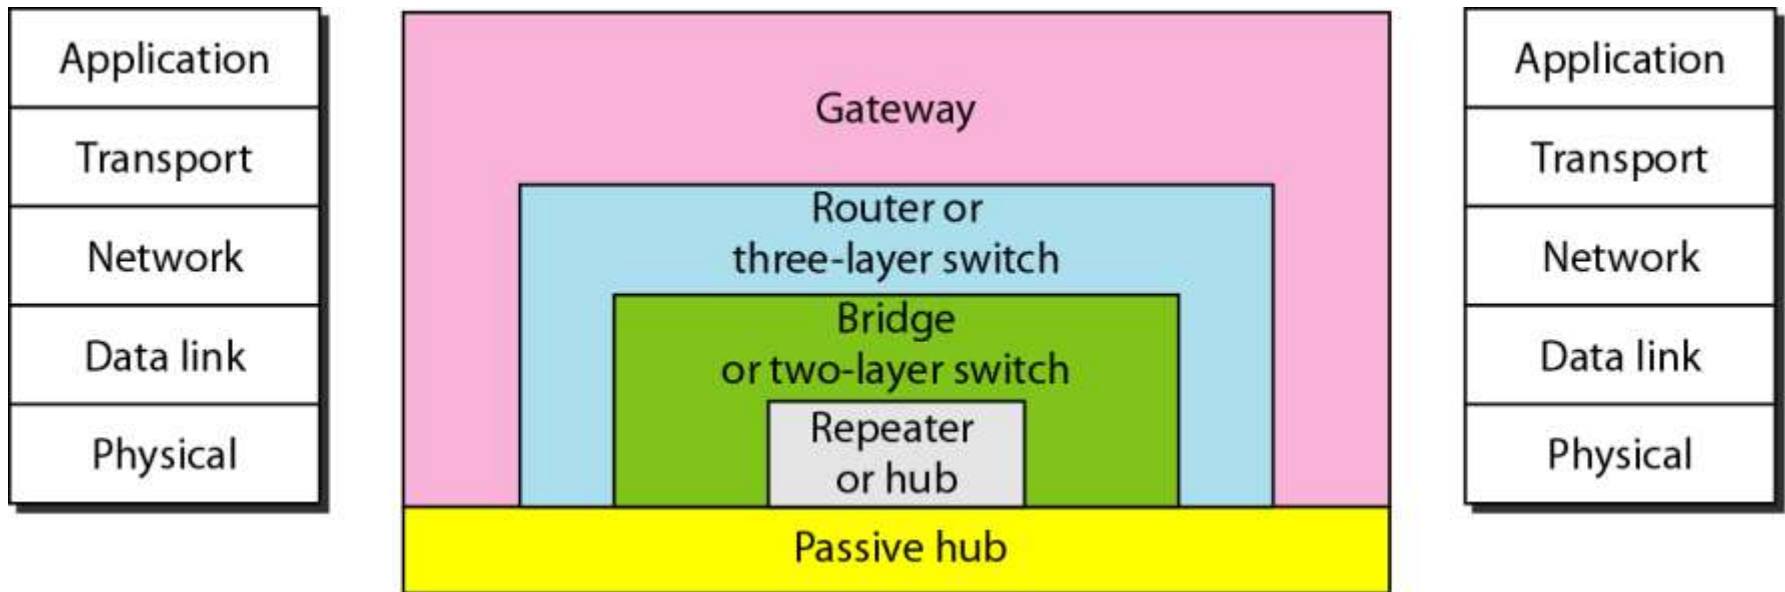 Application
Transport
Network
Data link
Physical
Gateway
Router or
three-layer switch
Bridge
or two-layer switch
Repeater
or hub
Passive hub
Application
Transport
Network
Data link
Physical